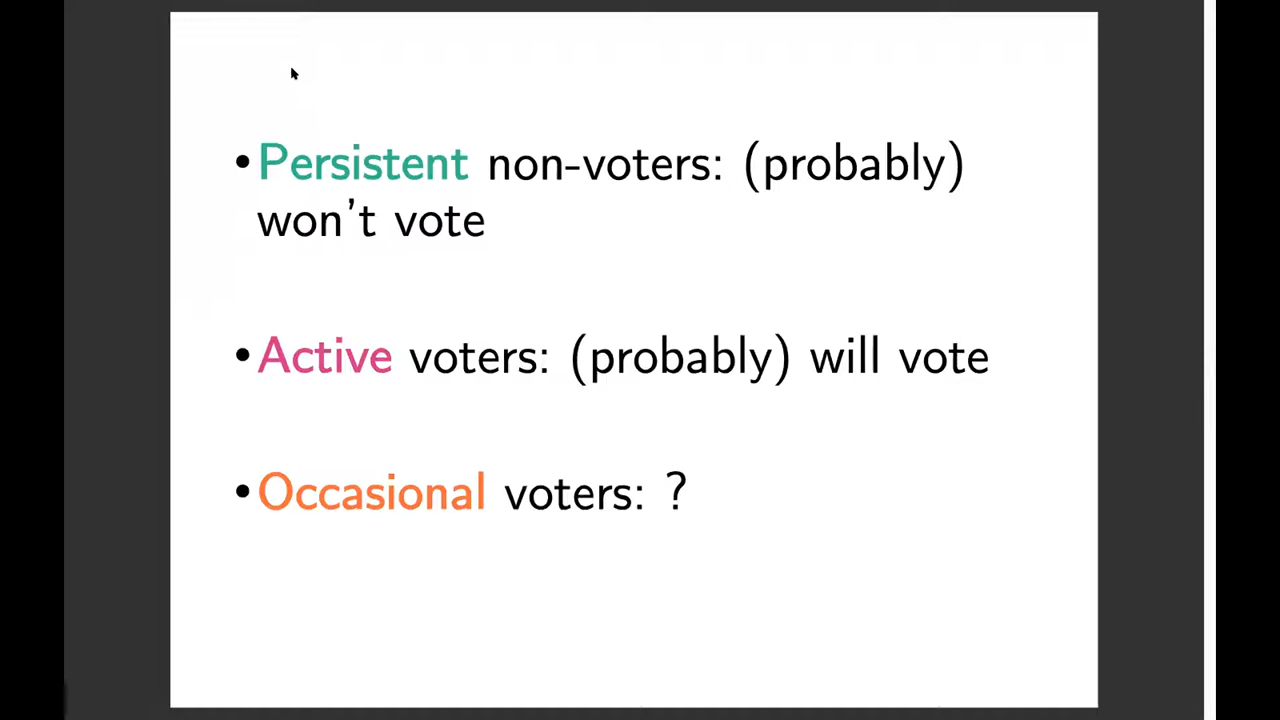 •Persistent non-voters: (probably)
won't vote
•Active voters: (probably) will vote
•Occasional voters: ?